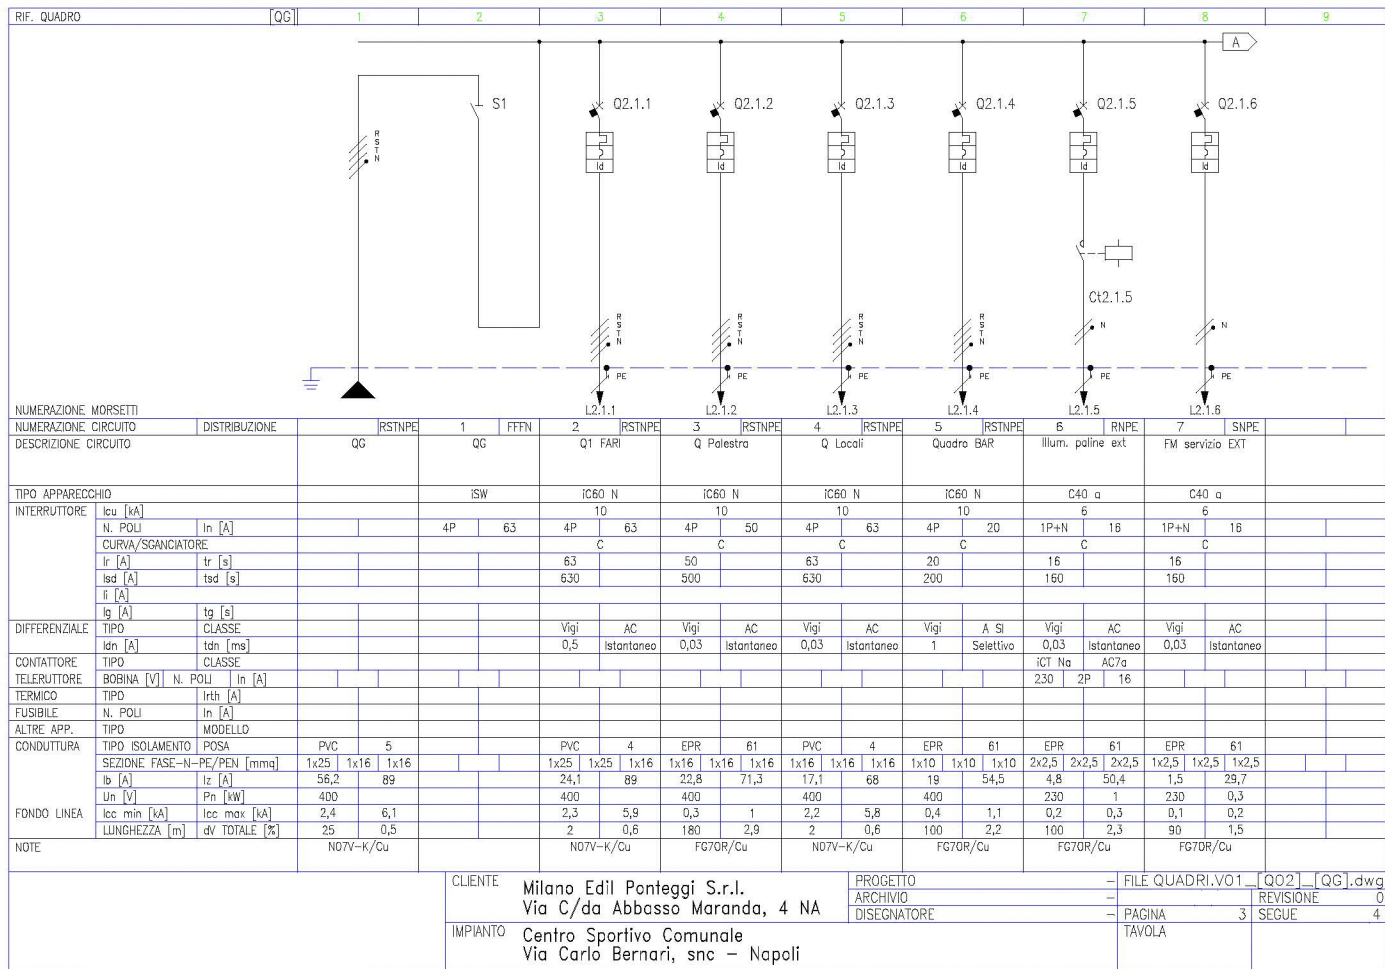 RIF. QUADRO [QG] 1 2 3 4 5 6 7 8 9
A
S1 Q2.1.1 Q2.1.2 Q2.1.3 Q2.1.4 Q2.1.5 Q2.1.6
R
S
T
N
Id Id Id Id Id Id
Ct2.1.5
R R R R
S S S S
T T T T
N N N N N N
PE PE PE PE PE PE
NUMERAZIONE MORSETTI L2.1.1 L2.1.2 L2.1.3 L2.1.4 L2.1.5 L2.1.6
NUMERAZIONE CIRCUITO DISTRIBUZIONE RSTNPE 1 FFFN 2 RSTNPE 3 RSTNPE 4 RSTNPE 5 RSTNPE 6 RNPE 7 SNPE
DESCRIZIONE CIRCUITO QG QG Q1 FARI Q Palestra Q Locali Quadro BAR Illum. paline ext FM servizio EXT
TIPO APPARECCHIO iSW iC60 N iC60 N iC60 N iC60 N C40 a C40 a
INTERRUTTORE Icu [kA] 10 10 10 10 6 6
N. POLI In [A] 4P 63 4P 63 4P 50 4P 63 4P 20 1P+N 16 1P+N 16
CURVA/SGANCIATORE C C C C C C
Ir [A] tr [s] 63 50 63 20 16 16
Isd [A] tsd [s] 630 500 630 200 160 160
Ii [A]
Ig [A] tg [s]
DIFFERENZIALE TIPO CLASSE Vigi AC Vigi AC Vigi AC Vigi A SI Vigi AC Vigi AC
Idn [A] tdn [ms] 0,5 Istantaneo 0,03 Istantaneo 0,03 Istantaneo 1 Selettivo 0,03 Istantaneo 0,03 Istantaneo
CONTATTORE TIPO CLASSE iCT Na AC7a
TELERUTTORE BOBINA [V] N. POLI In [A] 230 2P 16
TERMICO TIPO Irth [A]
FUSIBILE N. POLI In [A]
ALTRE APP. TIPO MODELLO
CONDUTTURA TIPO ISOLAMENTO POSA PVC 5 PVC 4 EPR 61 PVC 4 EPR 61 EPR 61 EPR 61
SEZIONE FASE-N-PE/PEN [mmq] 1x25 1x16 1x16 1x25 1x25 1x16 1x16 1x16 1x16 1x16 1x16 1x16 1x10 1x10 1x10 2x2,5 2x2,5 2x2,5 1x2,5 1x2,5 1x2,5
Ib [A] Iz [A] 56,2 89 24,1 89 22,8 71,3 17,1 68 19 54,5 4,8 50,4 1,5 29,7
Un [V] Pn [kW] 400 400 400 400 400 230 1 230 0,3
FONDO LINEA Icc min [kA] Icc max [kA] 2,4 6,1 2,3 5,9 0,3 1 2,2 5,8 0,4 1,1 0,2 0,3 0,1 0,2
LUNGHEZZA [m] dV TOTALE [%] 25 0,5 2 0,6 180 2,9 2 0,6 100 2,2 100 2,3 90 1,5
NOTE N07V-K/Cu N07V-K/Cu FG7OR/Cu N07V-K/Cu FG7OR/Cu FG7OR/Cu FG7OR/Cu
CLIENTE Milano Edil Ponteggi S.r.l.
Via C/da Abbasso Maranda, 4 NA
PROGETTO - FILE QUADRI.V01_[Q02]_[QG].dwg
ARCHIVIO - REVISIONE 0
DISEGNATORE - PAGINA 3 SEGUE 4
IMPIANTO Centro Sportivo Comunale
Via Carlo Bernari, snc - Napoli
TAVOLA